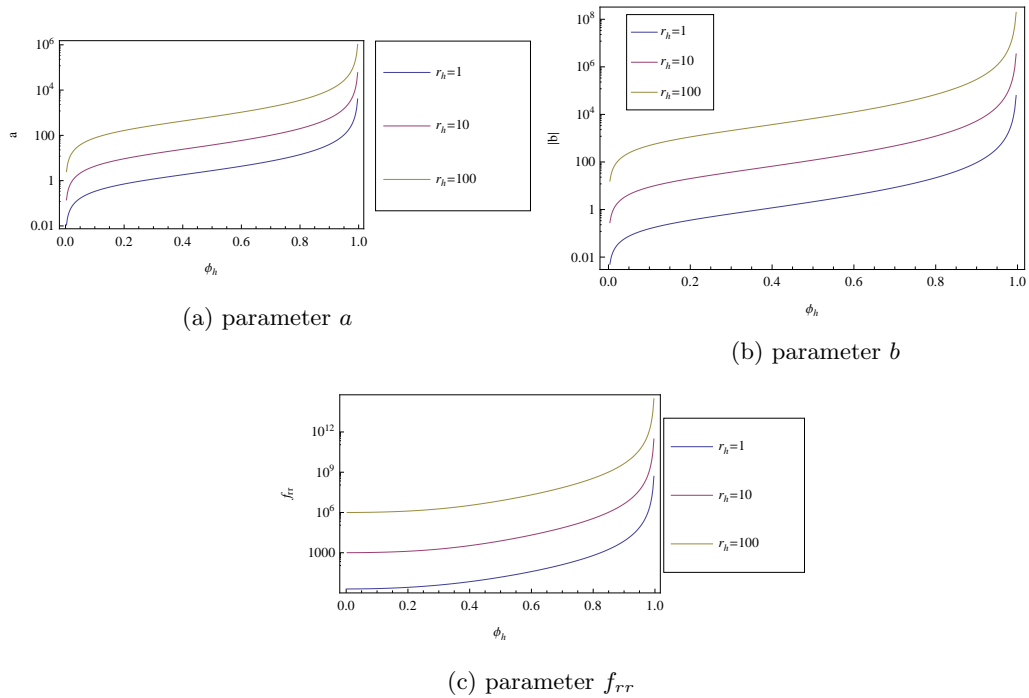 10^6
10^4
100
1
0.01
a
0.0 0.2 0.4 0.6 0.8 1.0
ϕ_h
r_h=1
r_h=10
r_h=100
(a) parameter a
10^8
10^6
10^4
100
1
0.01
|b|
0.0 0.2 0.4 0.6 0.8 1.0
ϕ_h
r_h=1
r_h=10
r_h=100
(b) parameter b
10^12
10^9
10^6
1000
f_rr
0.0 0.2 0.4 0.6 0.8 1.0
ϕ_h
r_h=1
r_h=10
r_h=100
(c) parameter f_rr